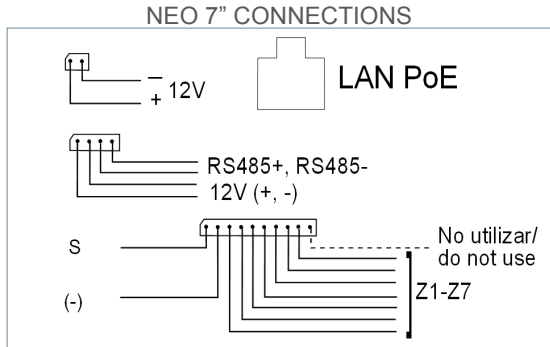 NEO 7” CONNECTIONS
– 12V
+
LAN PoE
RS485+, RS485-
12V (+, -)
S
No utilizar/
do not use
(-)
Z1-Z7